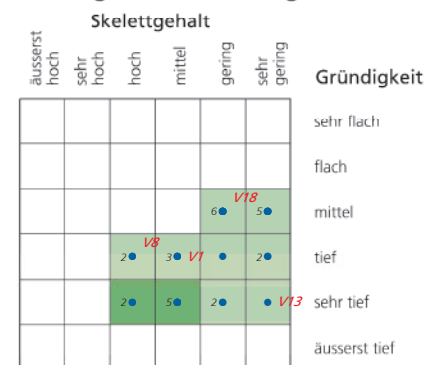 Skelettgehalt
äusserst hoch
sehr hoch
hoch
mittel
gering
sehr gering
Gründigkeit
sehr flach
flach
V18
6 5
mittel
V8
2 3 V1 2
tief
2 5 2 V13
sehr tief
äusserst tief